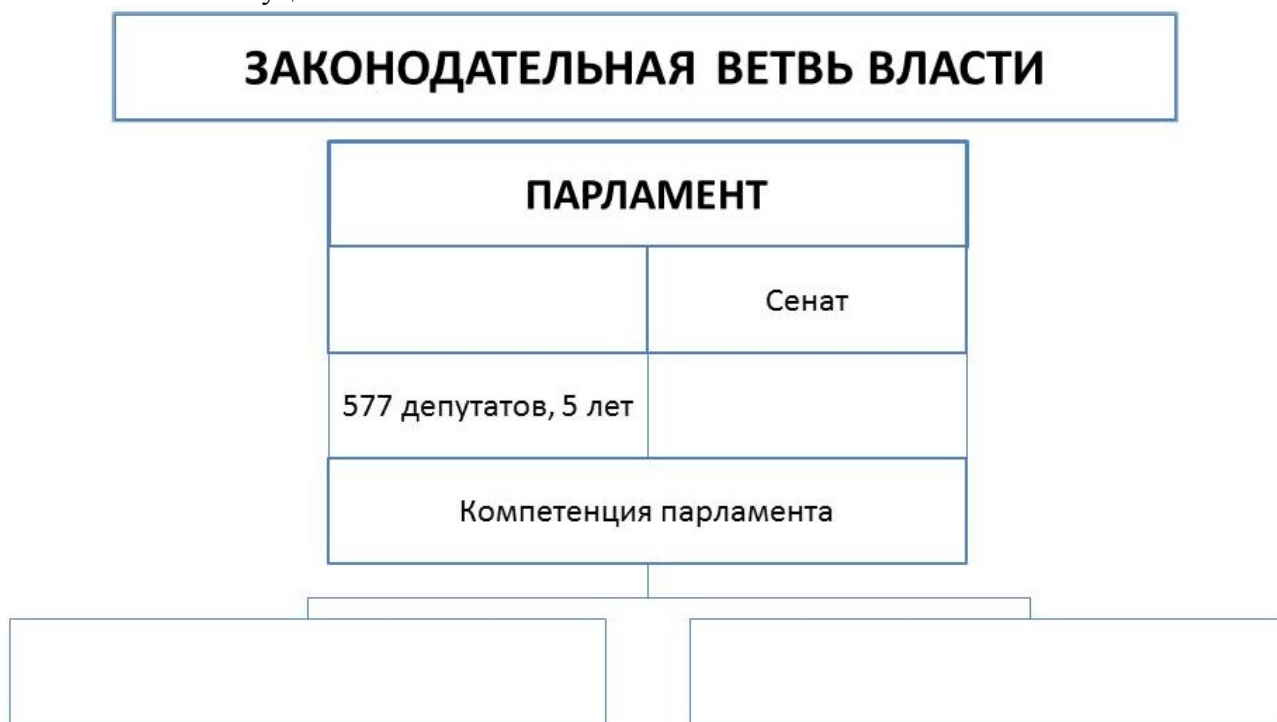 ЗАКОНОДАТЕЛЬНАЯ ВЕТВЬ ВЛАСТИ
ПАРЛАМЕНТ
Сенат
577 депутатов, 5 лет
Компетенция парламента